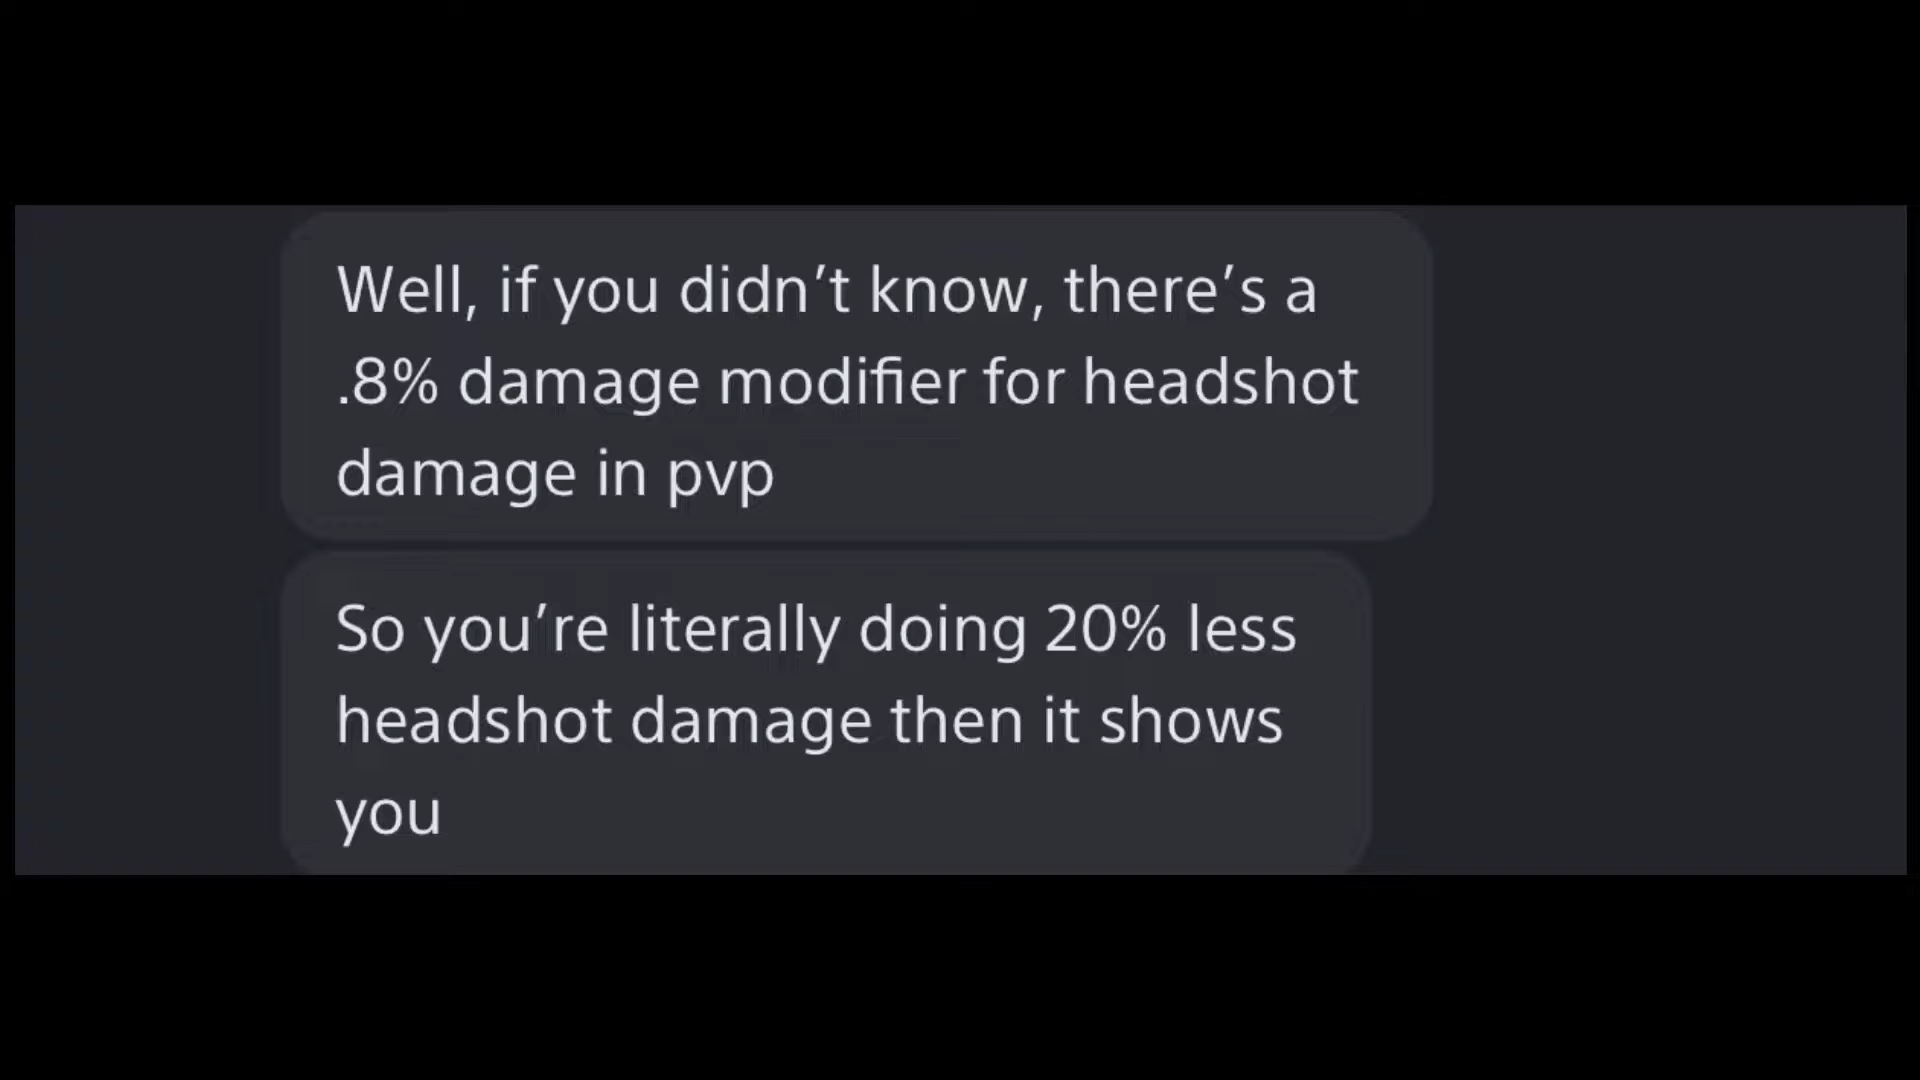 Well, if you didn’t know, there’s a
.8% damage modifier for headshot
damage in pvp
So you’re literally doing 20% less
headshot damage then it shows
you